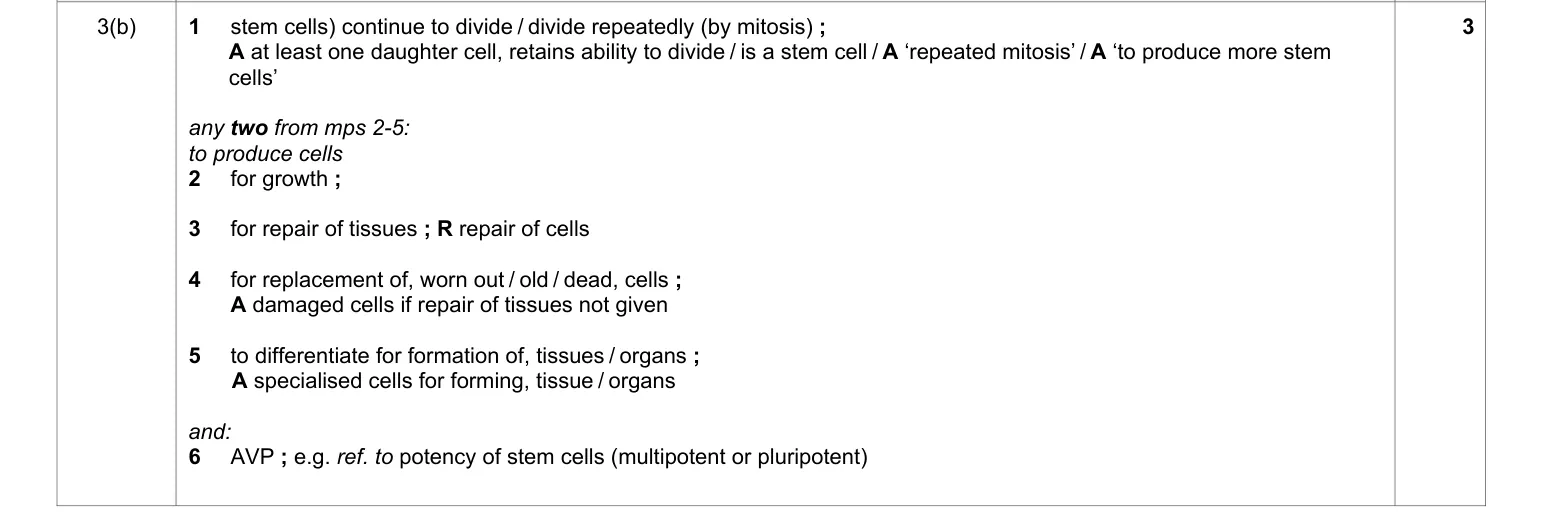 3(b) 1 stem cells) continue to divide / divide repeatedly (by mitosis) ; 3
A at least one daughter cell, retains ability to divide / is a stem cell / A ‘repeated mitosis’ / A ‘to produce more stem
cells’
any two from mps 2-5:
to produce cells
2 for growth ;
3 for repair of tissues ; R repair of cells
4 for replacement of, worn out / old / dead, cells ;
A damaged cells if repair of tissues not given
5 to differentiate for formation of, tissues / organs ;
A specialised cells for forming, tissue / organs
and:
6 AVP ; e.g. ref. to potency of stem cells (multipotent or pluripotent)